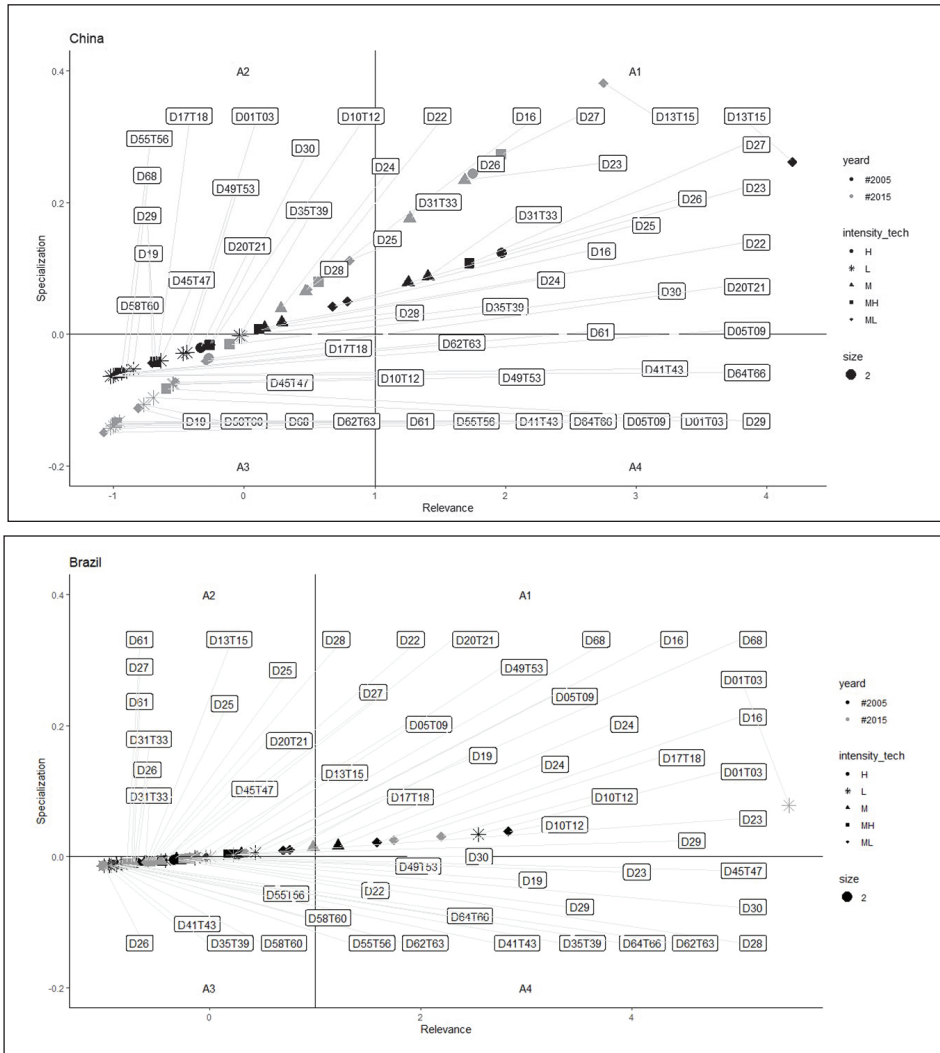 China
A2 A1
0.4
D17T18 D01T03 D10T12 D22 D16 D27 D13T15 D13T15
D55T56 D30 D27
D68 D24 D26 D23
D49T53 D23
0.2 D29 D35T39 D31T33 D31T33 D26
D19 D20T21 D25 D16 D25 D22
D45T47 D28 D24 D20T21
D58T60 D28 D35T39 D30
0.0 D17T18 D62T63 D61 D05T09
D45T47 D10T12 D49T53 D41T43 D64T66
D19 D68 D62T63 D61 D55T56 D41T43 D64T66 D05T09 D01T03 D29
-0.2 A3 A4
-1 0 1 2 3 4
Relevance
Specialization
yeard
#2005
#2015
intensity_tech
H
L
M
MH
ML
size
2
Brazil
A2 A1
0.4
D61 D13T15 D28 D22 D20T21 D68 D16 D68
D27 D25 D49T53 D01T03
D61 D25 D27 D05T09 D16
0.2 D31T33 D20T21 D05T09 D24
D26 D13T15 D19 D24 D17T18 D01T03
D31T33 D45T47 D17T18 D10T12
D10T12 D23
D29
0.0 D49T53 D30 D23 D45T47
D55T56 D22 D19
D41T43 D58T60 D64T66 D29 D30
D26 D35T39 D58T60 D55T56 D62T63 D41T43 D35T39 D64T66 D62T63 D28
-0.2 A3 A4
0 2 4
Relevance
Specialization
yeard
#2005
#2015
intensity_tech
H
L
M
MH
ML
size
2